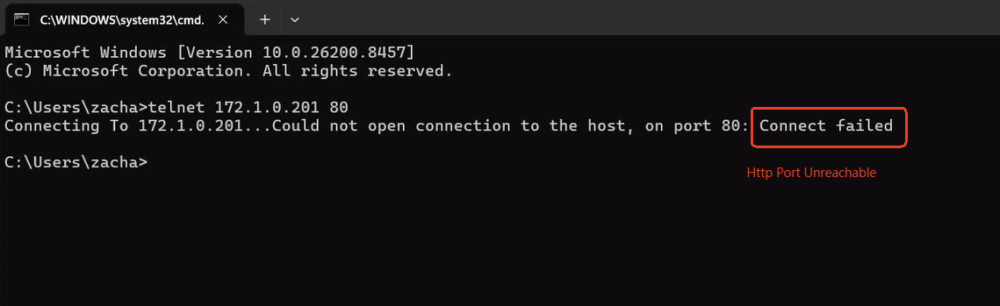 C:\WINDOWS\system32\cmd.
Microsoft Windows [Version 10.0.26200.8457]
(c) Microsoft Corporation. All rights reserved.
C:\Users\zacha>telnet 172.1.0.201 80
Connecting To 172.1.0.201...Could not open connection to the host, on port 80: Connect failed
C:\Users\zacha>
Http Port Unreachable